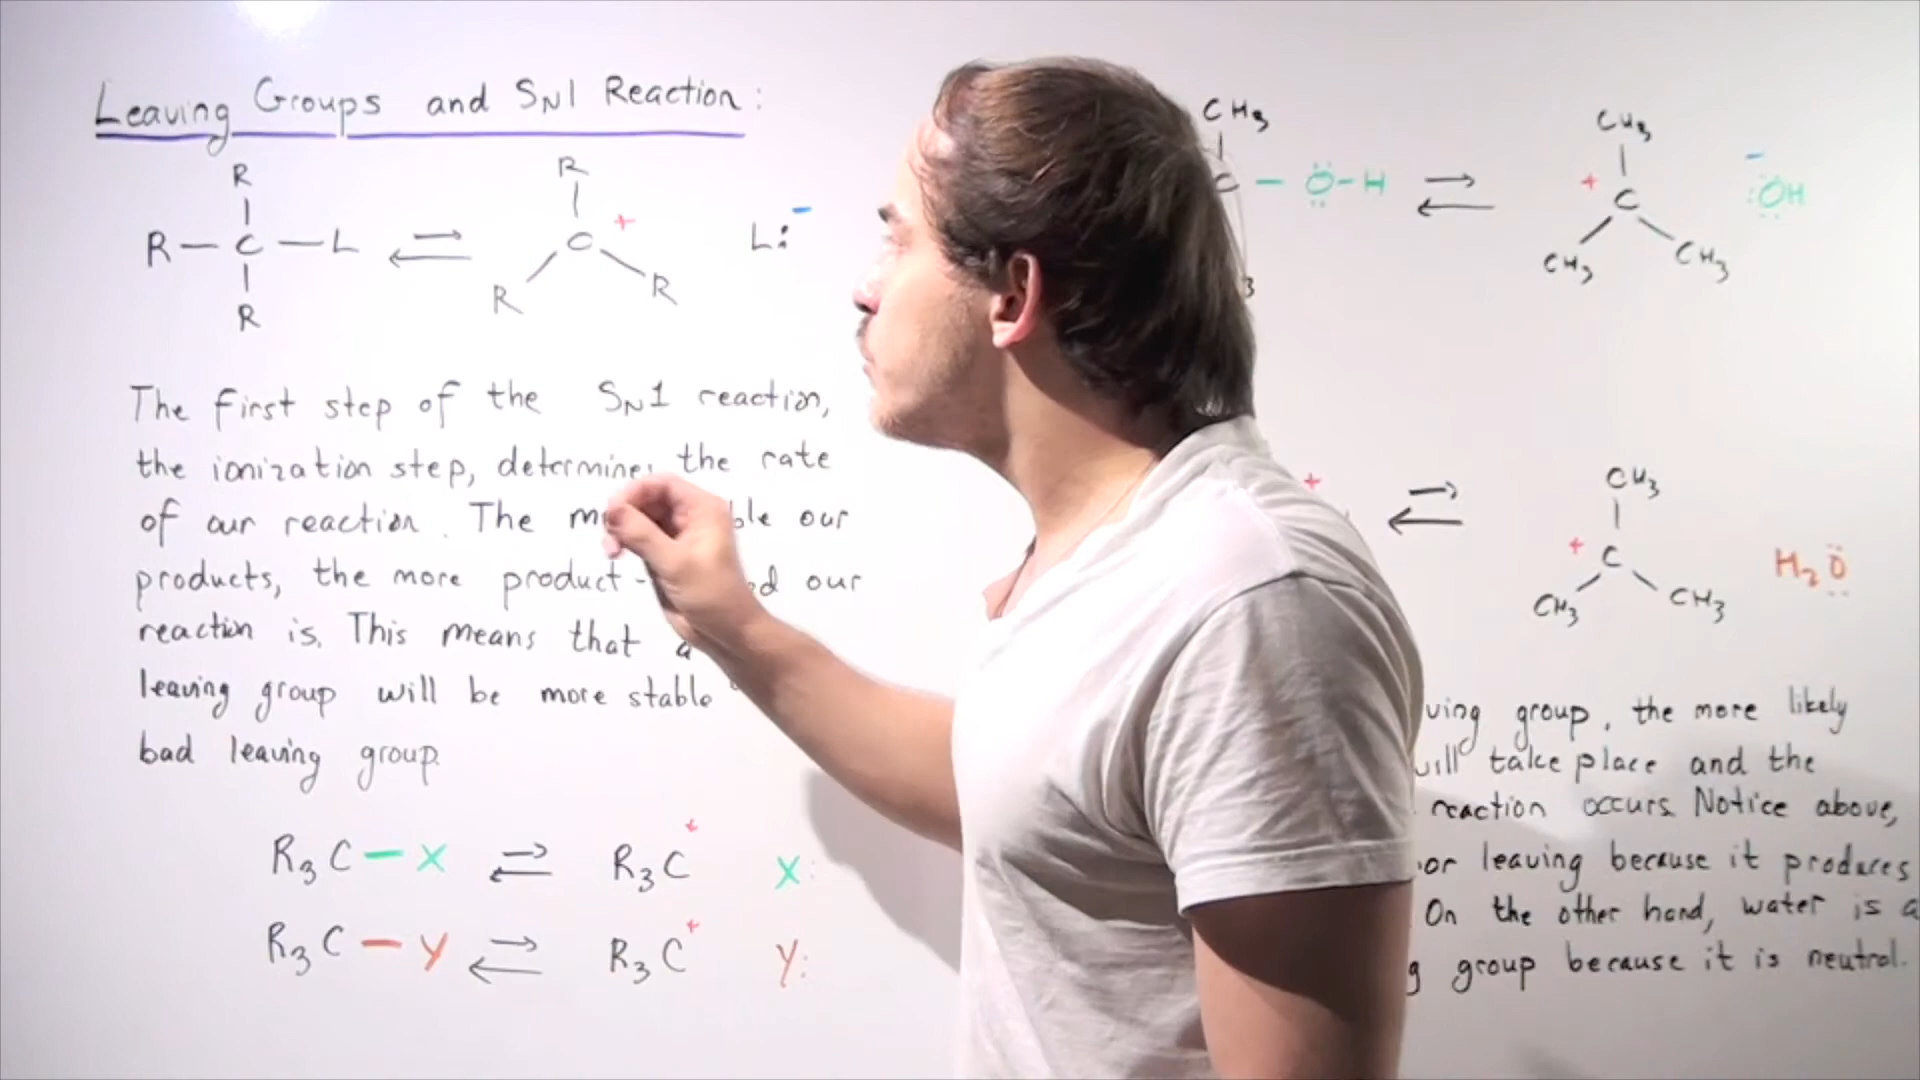 Leaving Groups and SN1 Reaction:
R
R — C — L
R
R
C +
R R
L: -
The first step of the SN1 reaction,
the ionization step, determines the rate
of our reaction. The our
products, the more product - our
reaction is. This means that a
leaving group will be more stable
bad leaving group.
R3C — X ⇌ R3C+ X:
R3C — Y ⇌ R3C+ Y:
CH3
C — O — H ⇌
CH3
+ C
CH3 CH3
- :OH
+ ⇌
CH3
+ C
CH3 CH3
H2O
group, the more likely
take place and the
reaction occurs. Notice above,
leaving because it produces
On the other hand, water is a
group because it is neutral.